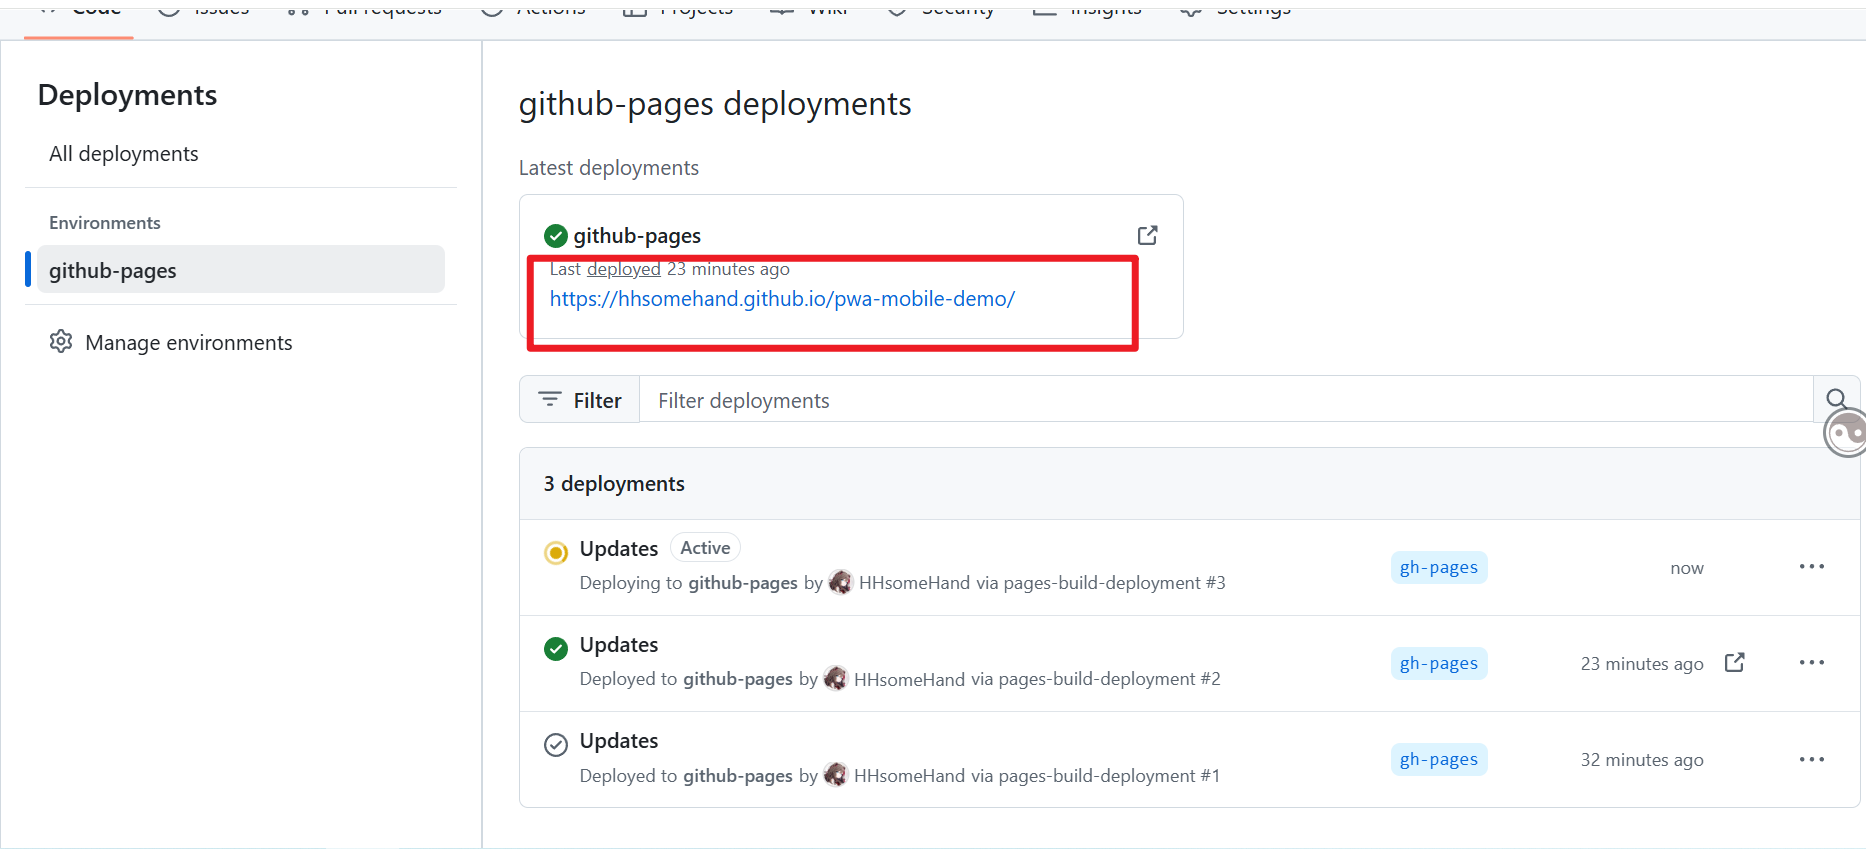 Code Issues Pull requests Actions Projects Wiki Security Insights Settings
Deployments
All deployments
Environments
github-pages
Manage environments
github-pages deployments
Latest deployments
github-pages
Last deployed 23 minutes ago
https://hhsomehand.github.io/pwa-mobile-demo/
Filter Filter deployments
3 deployments
Updates Active
Deploying to github-pages by HHsomeHand via pages-build-deployment #3 gh-pages now
Updates
Deployed to github-pages by HHsomeHand via pages-build-deployment #2 gh-pages 23 minutes ago
Updates
Deployed to github-pages by HHsomeHand via pages-build-deployment #1 gh-pages 32 minutes ago